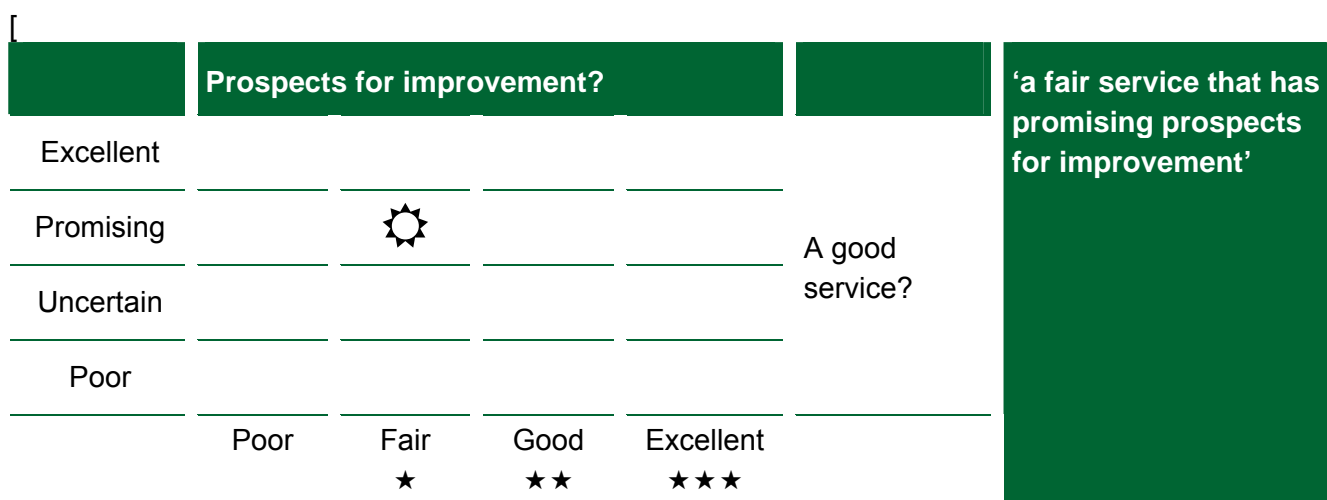 [
Prospects for improvement?
‘a fair service that has
promising prospects
for improvement’
Excellent
Promising
Uncertain
Poor
A good
service?
Poor Fair Good Excellent
★ ★★ ★★★